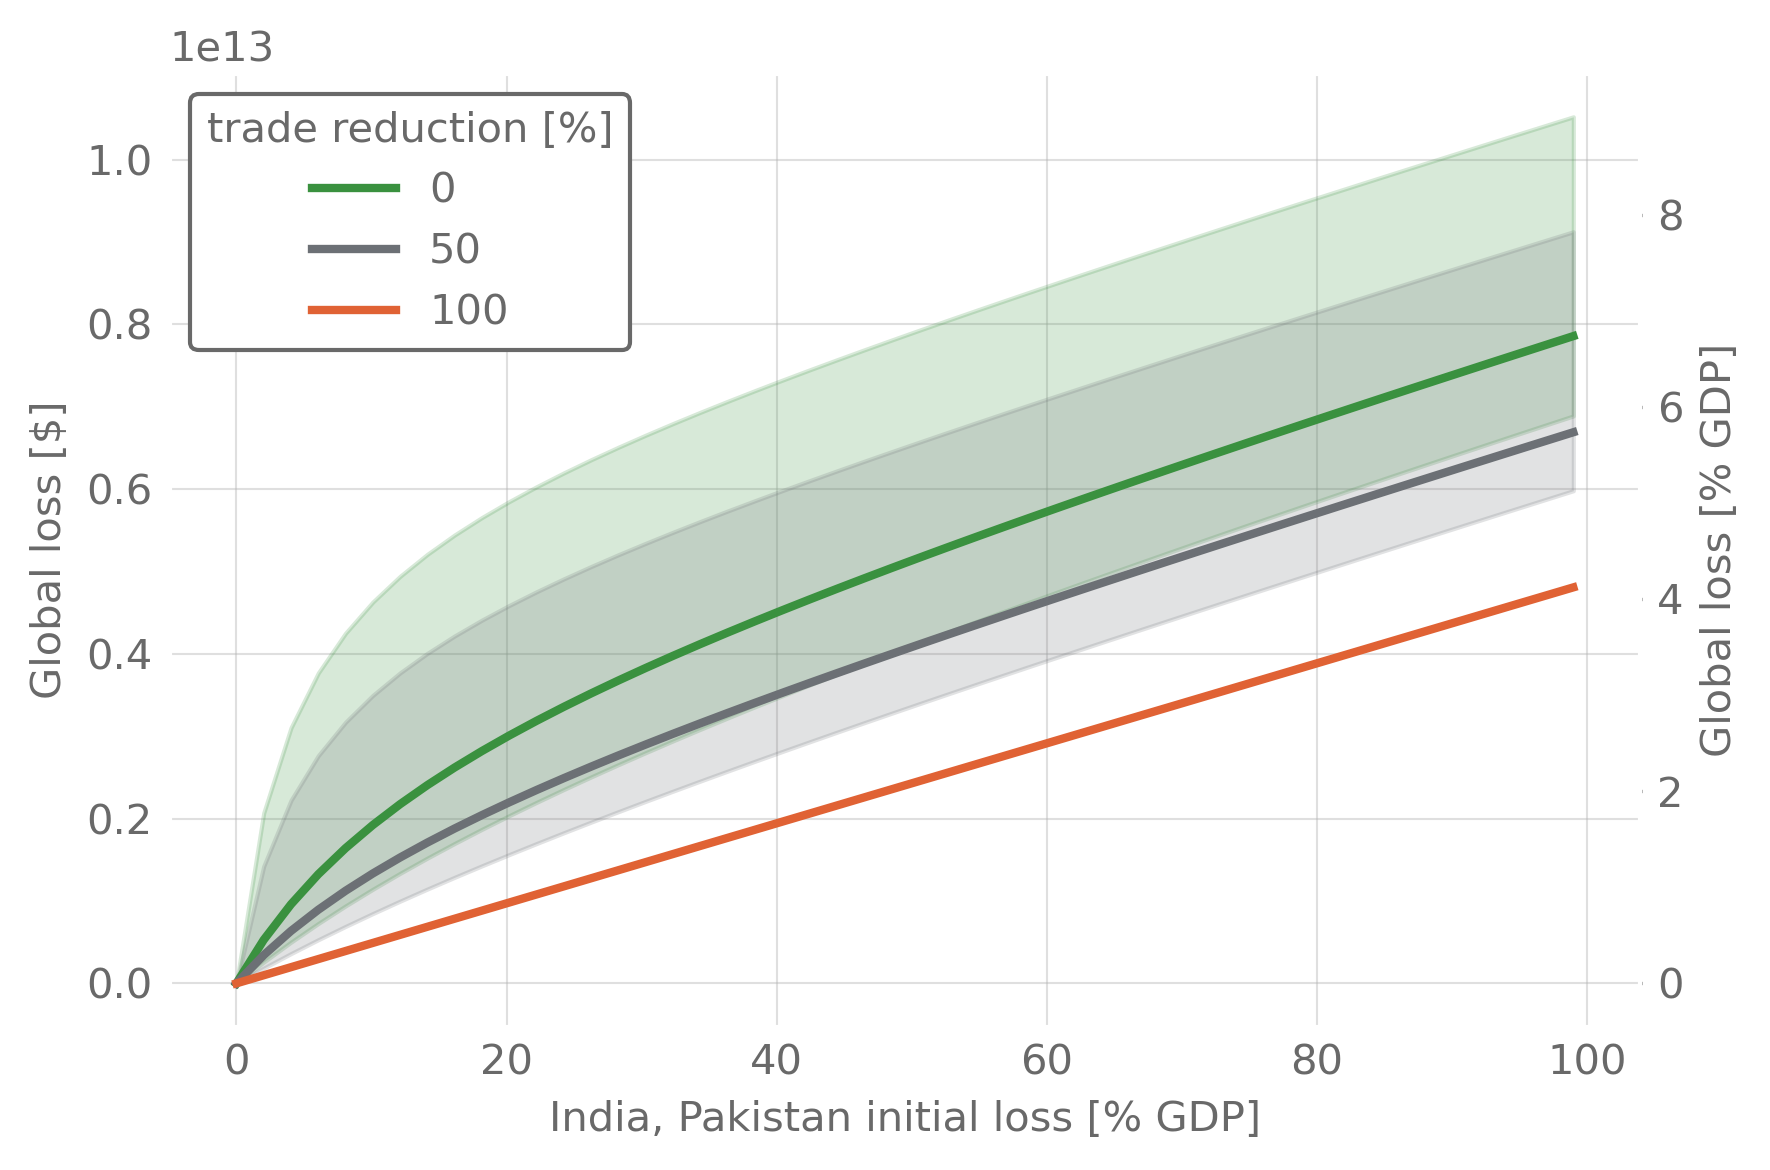 1e13
trade reduction [%]
0
50
100
1.0
0.8
0.6
0.4
0.2
0.0
Global loss [$]
8
6
4
2
0
Global loss [% GDP]
0 20 40 60 80 100
India, Pakistan initial loss [% GDP]